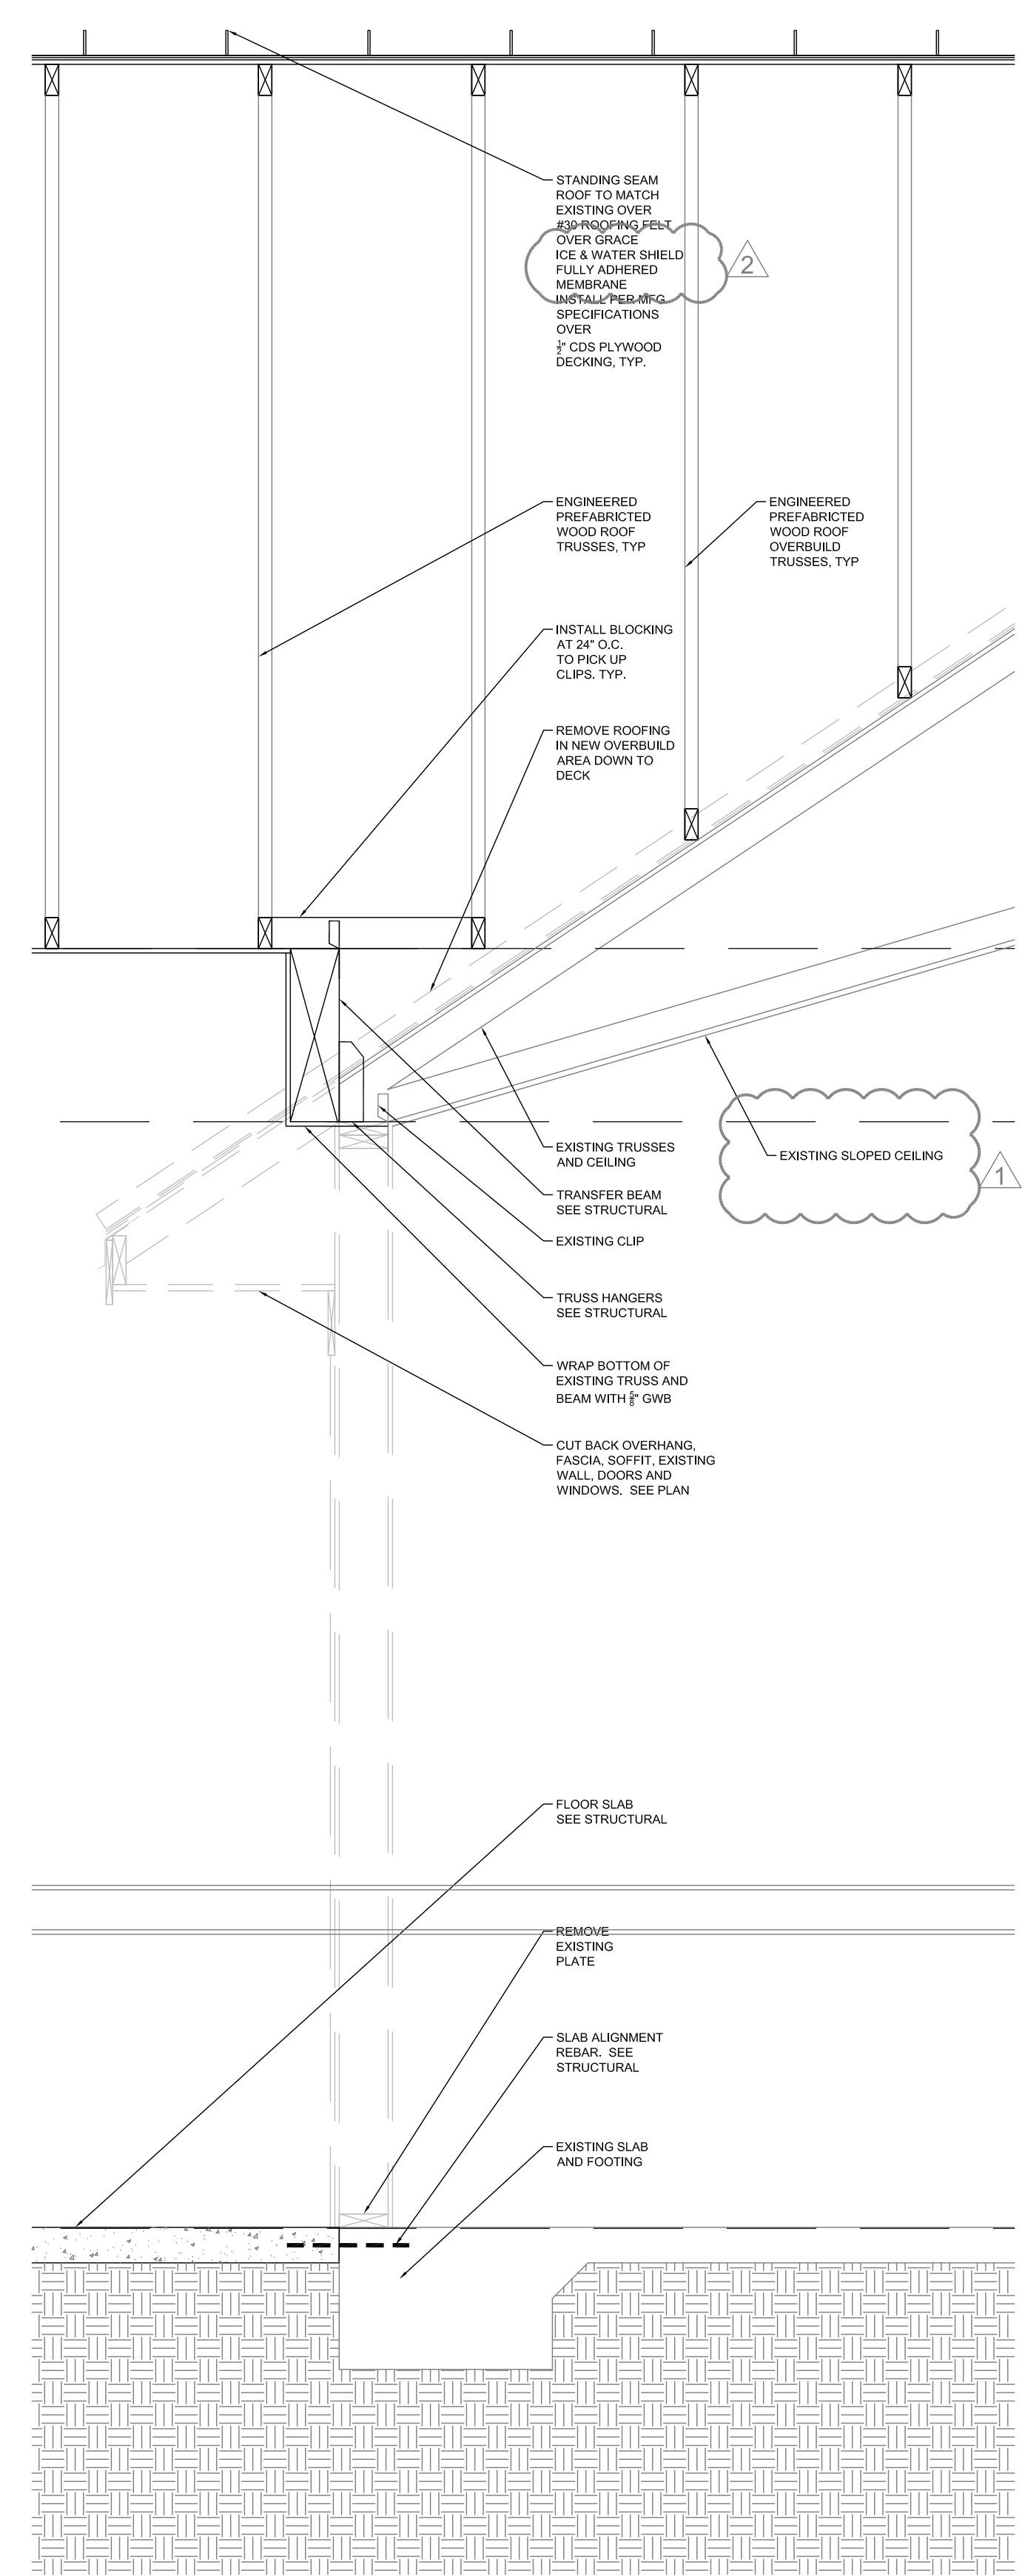 STANDING SEAM
ROOF TO MATCH
EXISTING OVER
#30 ROOFING FELT
OVER GRACE
ICE & WATER SHIELD
FULLY ADHERED
MEMBRANE
INSTALL PER MFG
SPECIFICATIONS
OVER
½" CDS PLYWOOD
DECKING, TYP.
2
ENGINEERED
PREFABRICTED
WOOD ROOF
TRUSSES, TYP
ENGINEERED
PREFABRICTED
WOOD ROOF
OVERBUILD
TRUSSES, TYP
INSTALL BLOCKING
AT 24" O.C.
TO PICK UP
CLIPS. TYP.
REMOVE ROOFING
IN NEW OVERBUILD
AREA DOWN TO
DECK
EXISTING TRUSSES
AND CEILING
EXISTING SLOPED CEILING
1
TRANSFER BEAM
SEE STRUCTURAL
EXISTING CLIP
TRUSS HANGERS
SEE STRUCTURAL
WRAP BOTTOM OF
EXISTING TRUSS AND
BEAM WITH ⅝" GWB
CUT BACK OVERHANG,
FASCIA, SOFFIT, EXISTING
WALL, DOORS AND
WINDOWS. SEE PLAN
FLOOR SLAB
SEE STRUCTURAL
REMOVE
EXISTING
PLATE
SLAB ALIGNMENT
REBAR. SEE
STRUCTURAL
EXISTING SLAB
AND FOOTING